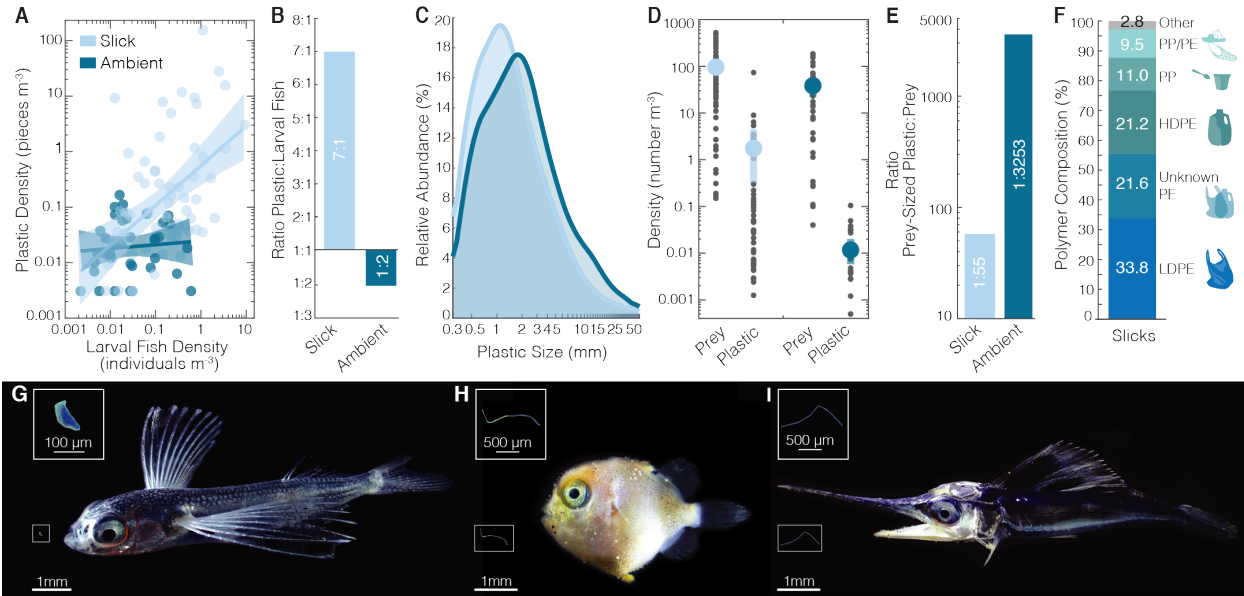 A
Plastic Density (pieces m⁻³)
100
10
1
0.1
0.01
.001
Slick
Ambient
0.001
0.01
0.1
1
10
Larval Fish Density
(individuals m⁻³)
B
Ratio Plastic:Larval Fish
8:1
7:1
6:1
5:1
4:1
3:1
2:1
1:1
1:2
1:3
7:1
1:2
Slick
Ambient
C
Relative Abundance (%)
20
18
16
14
12
10
8
6
4
2
0
0.3 0.5 1 2 3 4 5 10 15 25 50
Plastic Size (mm)
D
Density (number m⁻³)
1000
100
10
1
0.1
0.01
0.001
Prey
Plastic
Prey
Plastic
E
Ratio
Prey-Sized Plastic:Prey
5000
1000
100
10
1:55
1:3253
Slick
Ambient
F
Polymer Composition (%)
100
90
80
70
60
50
40
30
20
10
0
2.8 Other
9.5 PP/PE
11.0 PP
21.2 HDPE
21.6 Unknown
PE
33.8 LDPE
Slicks
G
100 µm
1mm
H
500 µm
1mm
I
500 µm
1mm